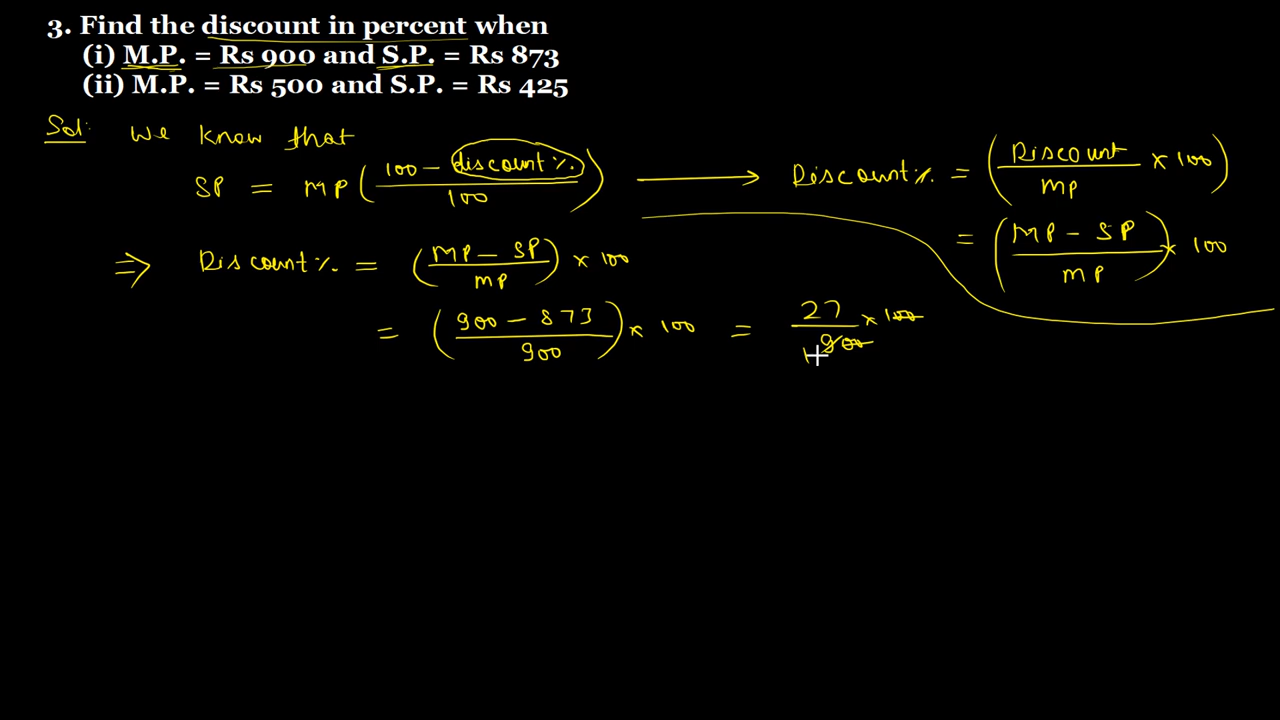 3. Find the discount in percent when
(i) M.P. = Rs 900 and S.P. = Rs 873
(ii) M.P. = Rs 500 and S.P. = Rs 425
Sol: We know that
SP = MP ( 100 - discount % / 100 ) → Discount % = ( Discount / MP × 100 )
= ( MP - SP / MP ) × 100
⇒ Discount % = ( MP - SP / MP ) × 100
= ( 900 - 873 / 900 ) × 100 = 27 / 900 × 100
1